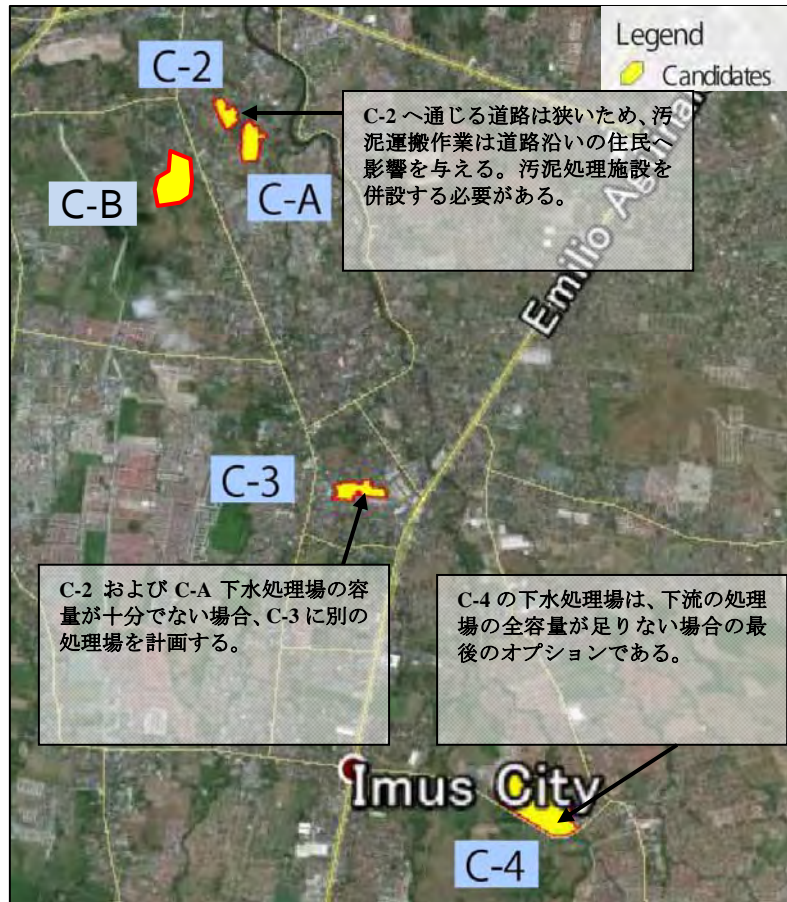 Legend
Candidates
C-2
C-2 へ通じる道路は狭いため、汚
泥運搬作業は道路沿いの住民へ
影響を与える。汚泥処理施設を
併設する必要がある。
C-B
C-A
C-3
C-2 および C-A 下水処理場の容
量が十分でない場合、C-3 に別の
処理場を計画する。
C-4 の下水処理場は、下流の処理
場の全容量が足りない場合の最
後のオプションである。
Imus City
C-4
Emilio